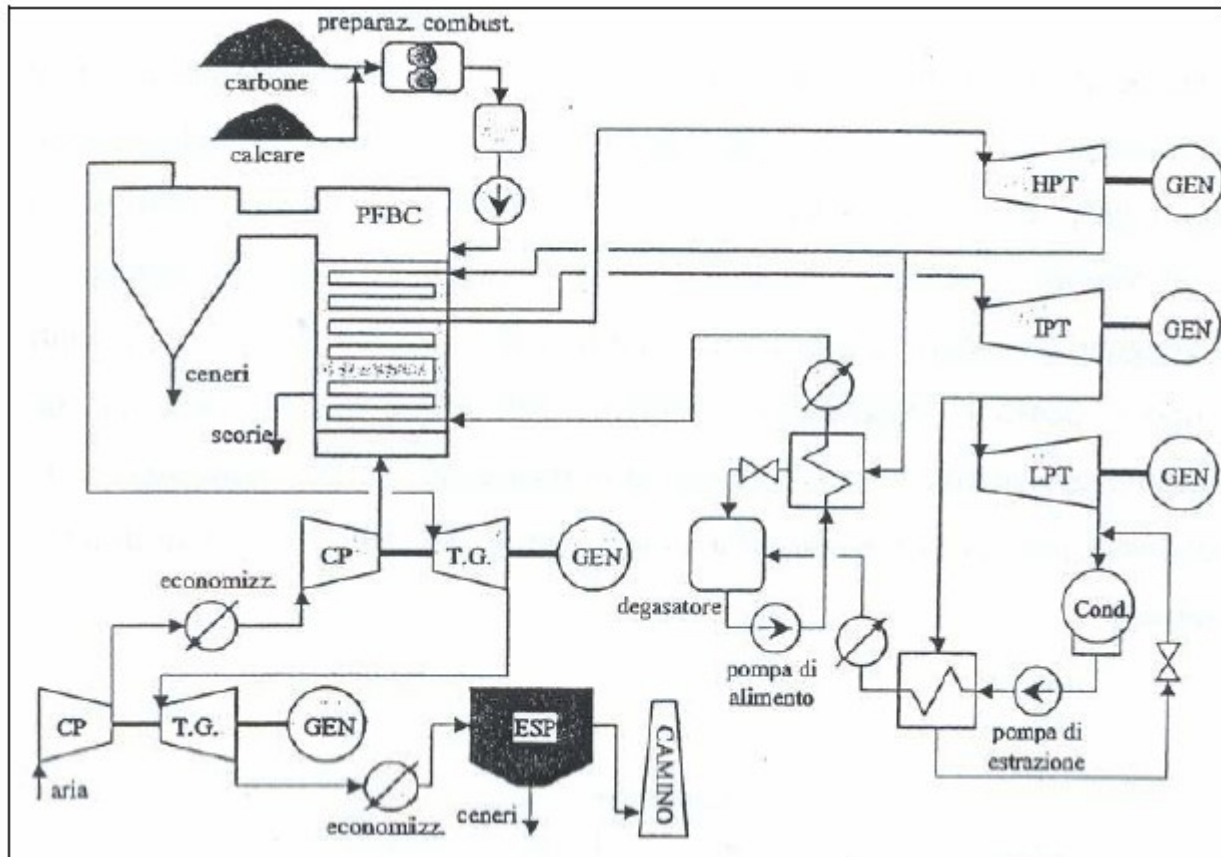 preparaz. combust.
carbone
calcare
PFBC
HPT
GEN
IPT
GEN
ceneri
scorie
LPT
GEN
CP
T.G.
GEN
economizz.
degasatore
Cond.
pompa di
alimento
pompa di
estrazione
CP
T.G.
GEN
ESP
CAMINO
aria
economizz.
ceneri